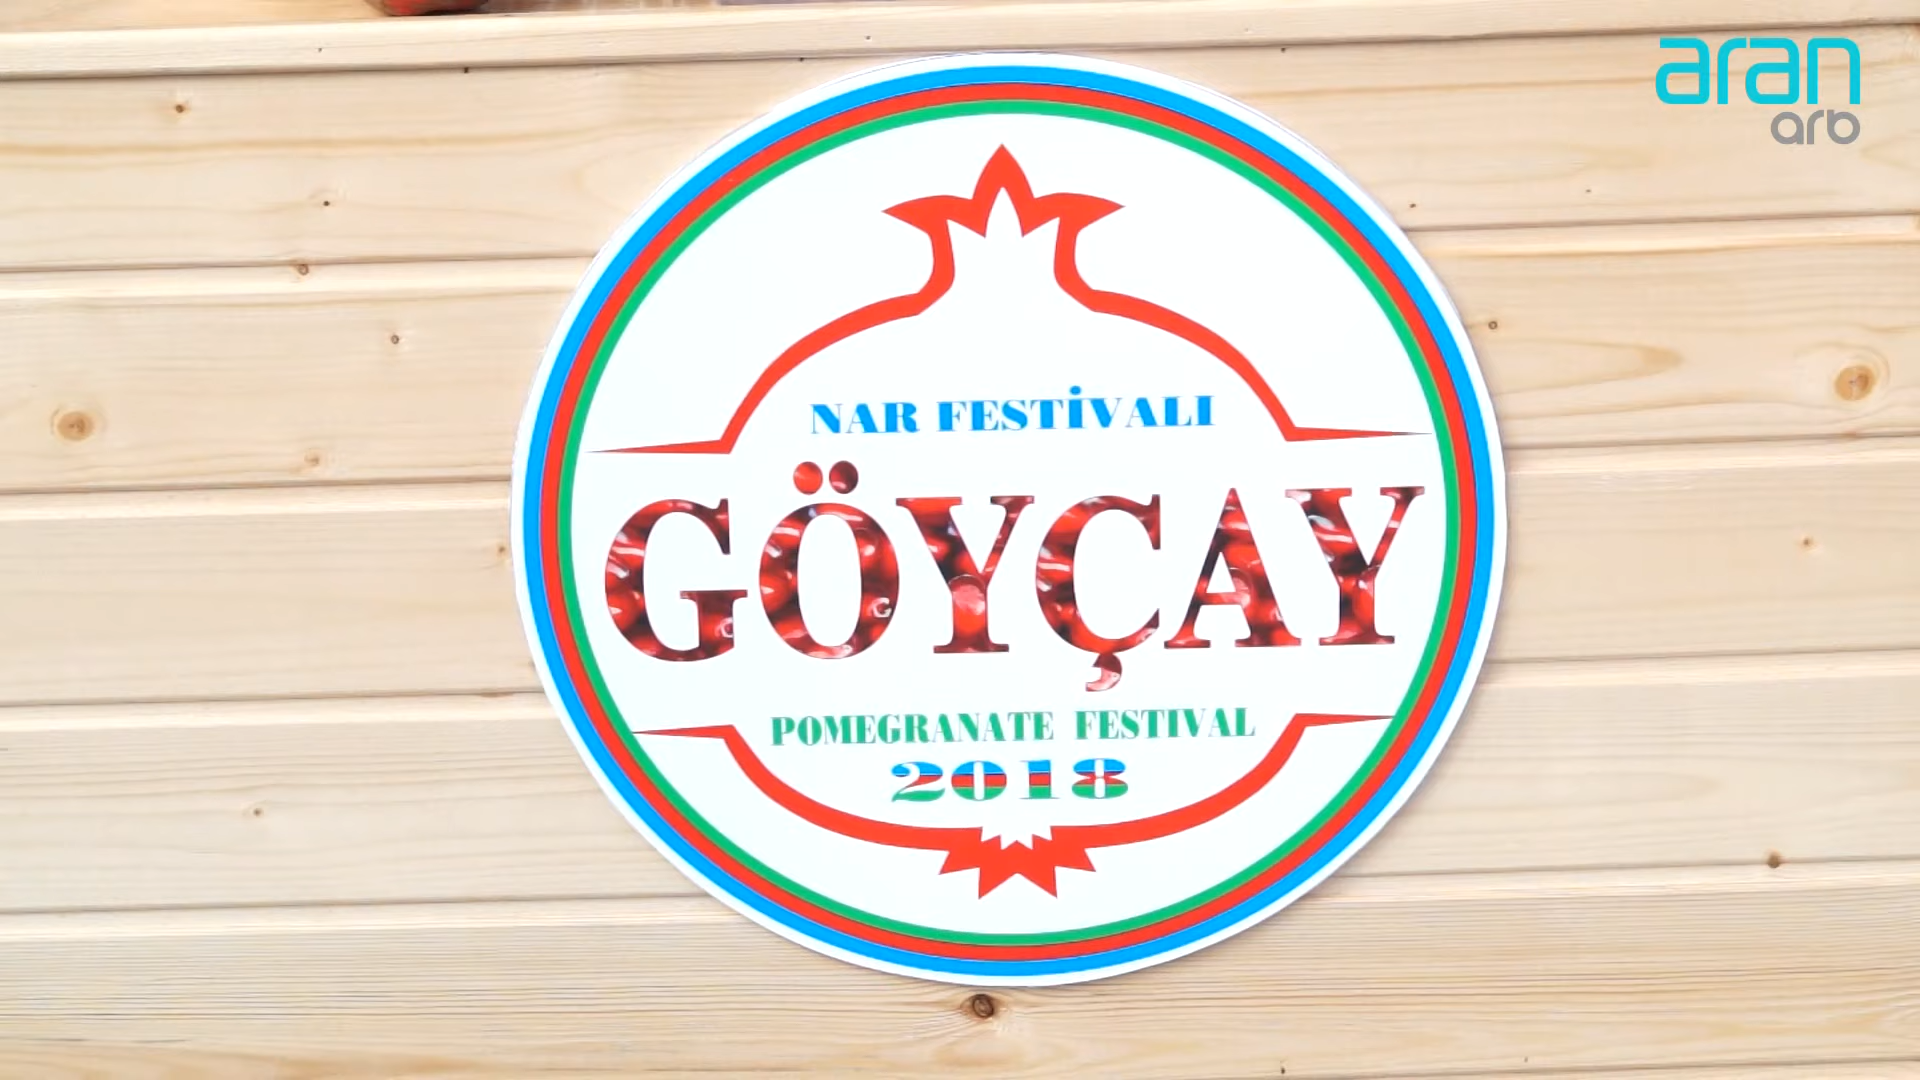 aran
arb
NAR FESTİVALI
GÖYÇAY
POMEGRANATE FESTIVAL
2018